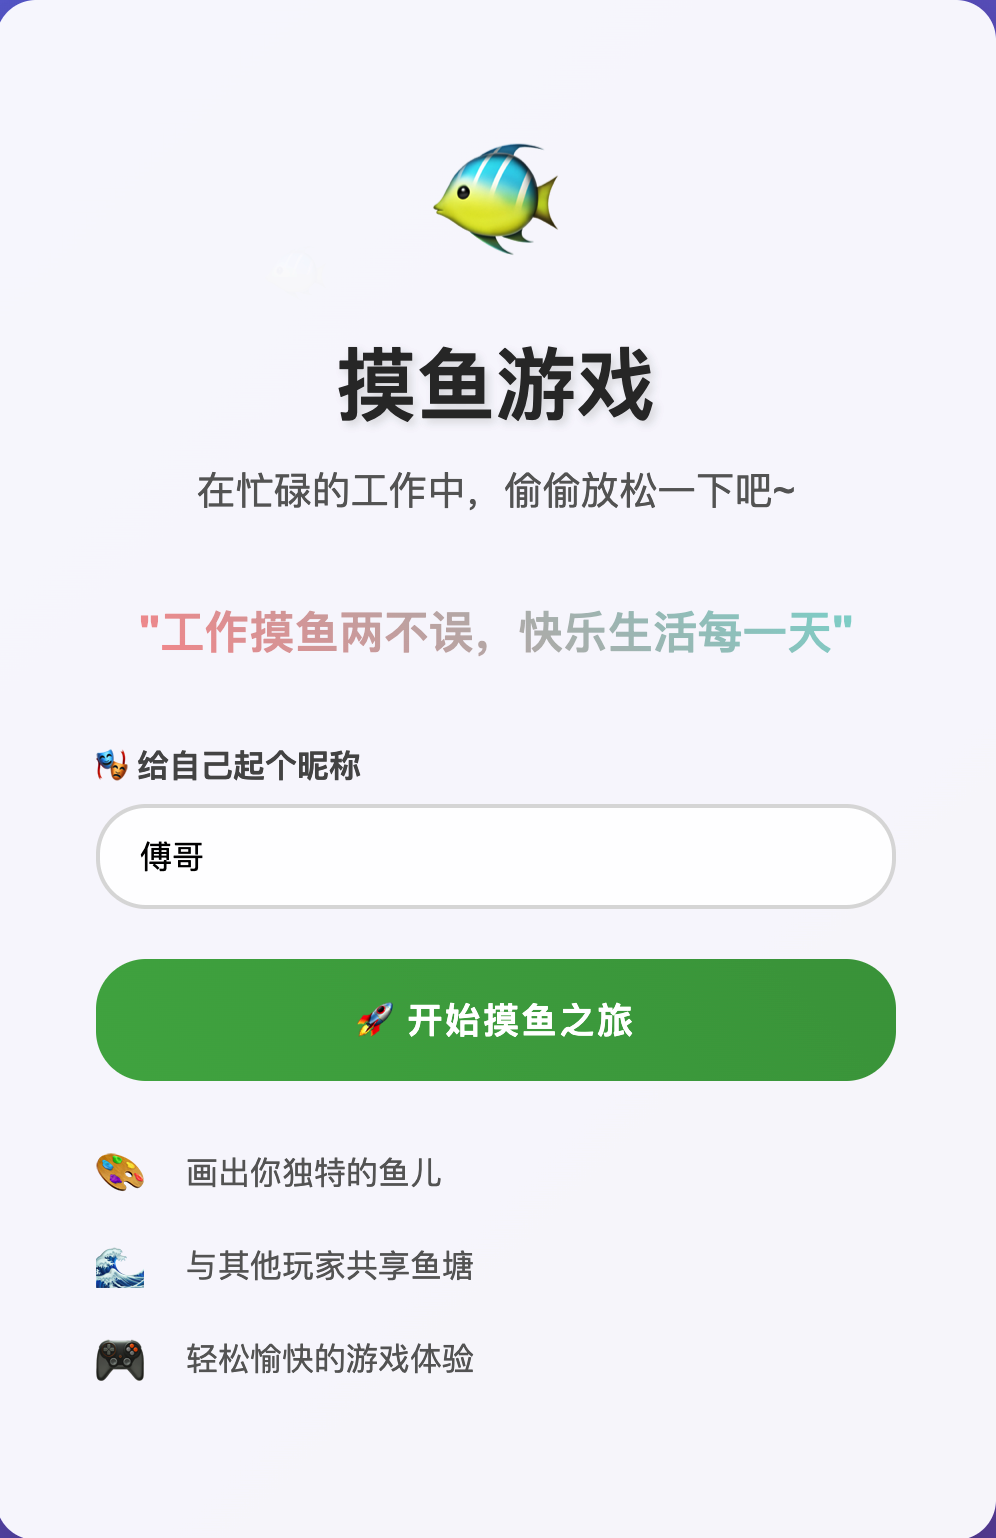 摸鱼游戏
在忙碌的工作中，偷偷放松一下吧~
"工作摸鱼两不误，快乐生活每一天"
🎭 给自己起个昵称
傅哥
🚀 开始摸鱼之旅
🎨 画出你独特的鱼儿
🌊 与其他玩家共享鱼塘
🎮 轻松愉快的游戏体验